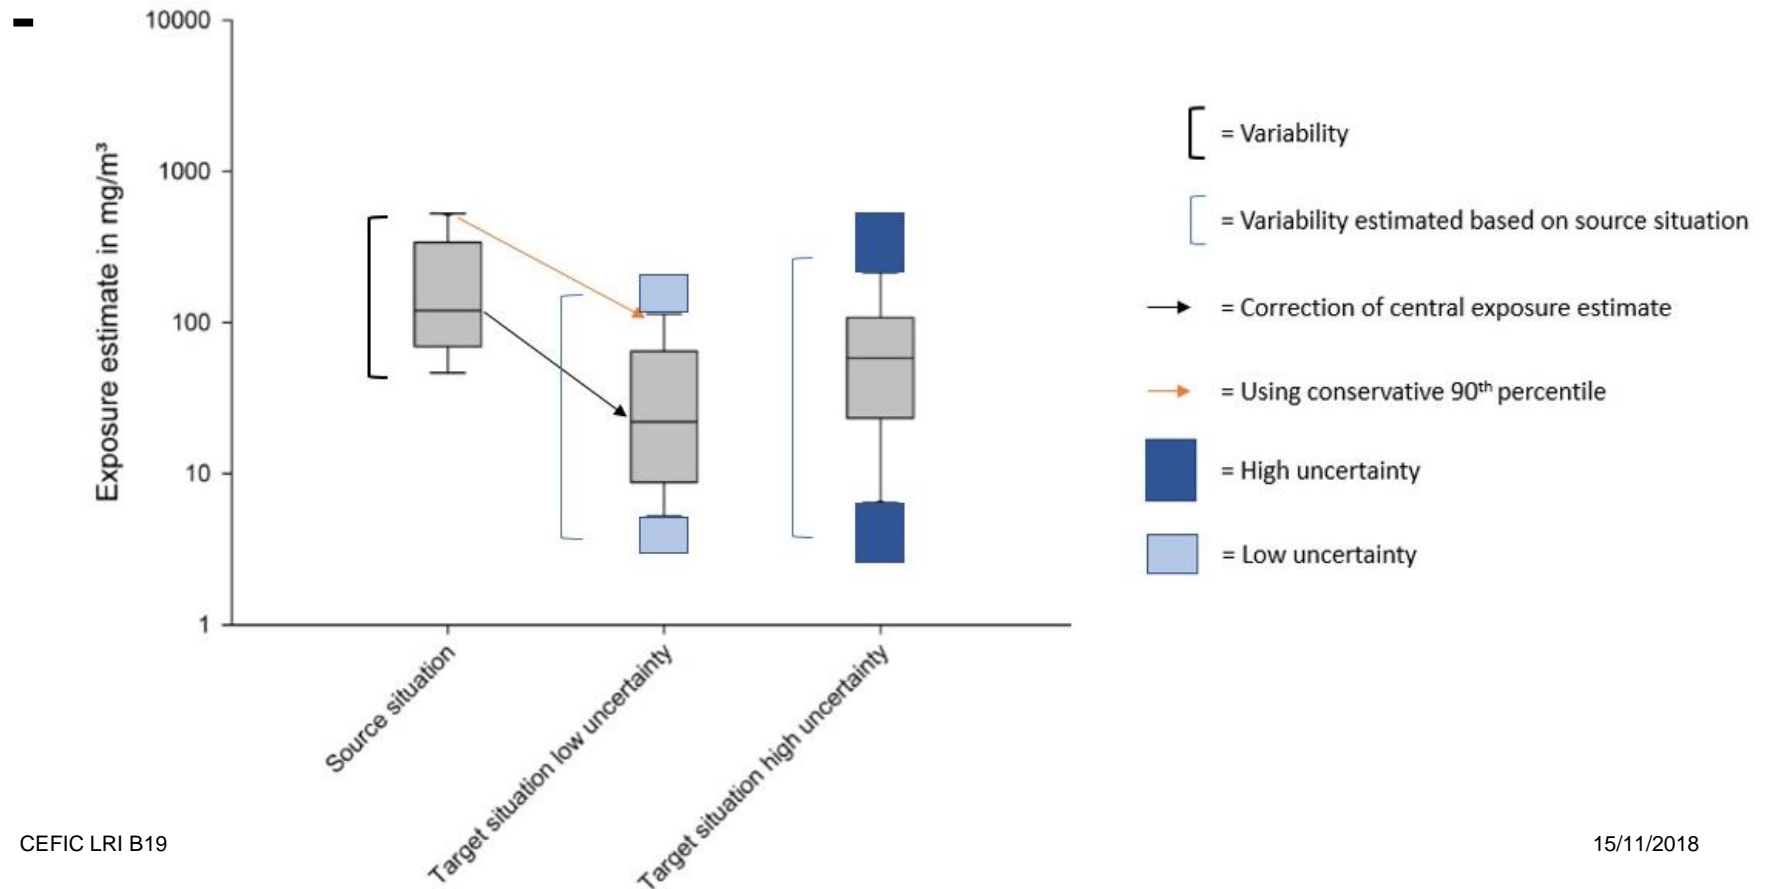 10000
1000
100
10
1
Exposure estimate in mg/m³
Source situation
Target situation low uncertainty
Target situation high uncertainty
= Variability
= Variability estimated based on source situation
= Correction of central exposure estimate
= Using conservative 90th percentile
= High uncertainty
= Low uncertainty
CEFIC LRI B19
15/11/2018